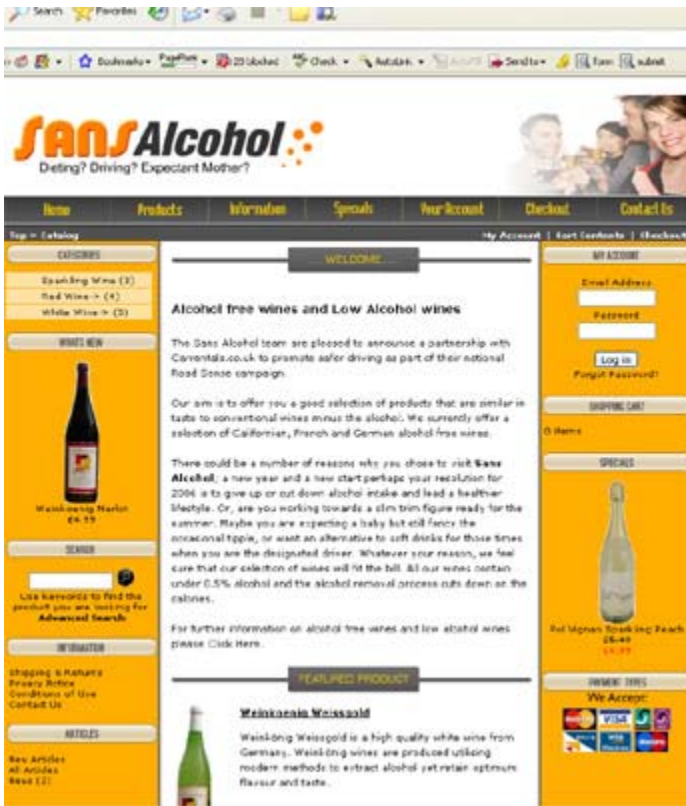 Search Favorites
Bookmarks PageRank 23 blocked Check AutoLink AutoFill Send to form submit
SANS Alcohol
Dieting? Driving? Expectant Mother?
Home Products Information Specials Your Account Checkout Contact Us
Top » Catalog My Account | Cart Contents | Checkout
CATEGORIES
Sparkling Wine (3)
Red Wine-> (4)
White Wine-> (5)
WHATS NEW
Weinkoenig Merlot
£4.99
SEARCH
Use keywords to find the
product you are looking for
Advanced Search
INFORMATION
Shipping & Returns
Privacy Notice
Conditions of Use
Contact Us
ARTICLES
New Articles
All Articles
WELCOME...
Alcohol free wines and Low Alcohol wines
The Sans Alcohol team are pleased to announce a partnership with
Carrentals.co.uk to promote safer driving as part of their national
Road Sense campaign.
Our aim is to offer you a good selection of products that are similar in
taste to conventional wines minus the alcohol. We currently offer a
selection of Californian, French and German alcohol free wines.
There could be a number of reasons why you chose to visit Sans
Alcohol; a new year and a new start perhaps your resolution for
2006 is to give up or cut down alcohol intake and lead a healthier
lifestyle. Or, are you working towards a slim trim figure ready for the
summer. Maybe you are expecting a baby but still fancy the
occasional tipple, or want an alternative to soft drinks for those times
when you are the designated driver. Whatever your reason, we feel
sure that our selection of wines will fit the bill. All our wines contain
under 0.5% alcohol and the alcohol removal process cuts down on the
calories.
For further information on alcohol free wines and low alcohol wines
please Click Here.
FEATURED PRODUCT
Weinkoenig Weissgold
Weinkönig Weissgold is a high quality white wine from
Germany. Weinkönig wines are produced utilising
modern methods to extract alcohol yet retain optimum
flavour and taste.
MY ACCOUNT
Email Address
Password
Log in
Forgot Password?
SHOPPING CART
0 items
SPECIALS
Sparkling Peach
PAYMENT TYPES
We Accept:
VISA